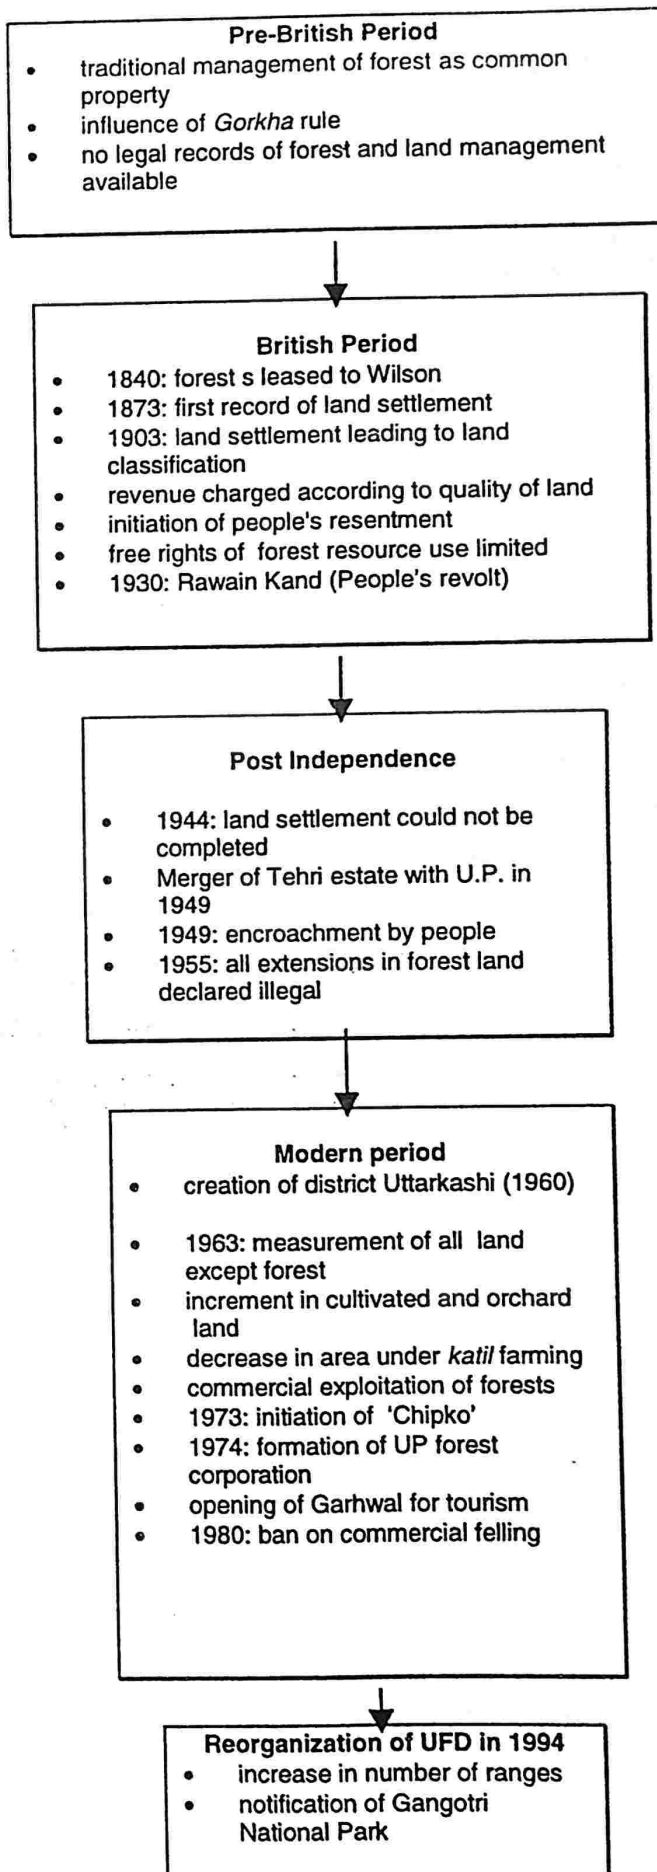 Pre-British Period
• traditional management of forest as common
property
• influence of Gorkha rule
• no legal records of forest and land management
available
British Period
• 1840: forest s leased to Wilson
• 1873: first record of land settlement
• 1903: land settlement leading to land
classification
• revenue charged according to quality of land
• initiation of people's resentment
• free rights of forest resource use limited
• 1930: Rawain Kand (People's revolt)
Post Independence
• 1944: land settlement could not be
completed
• Merger of Tehri estate with U.P. in
1949
• 1949: encroachment by people
• 1955: all extensions in forest land
declared illegal
Modern period
• creation of district Uttarkashi (1960)
• 1963: measurement of all land
except forest
• increment in cultivated and orchard
land
• decrease in area under katil farming
• commercial exploitation of forests
• 1973: initiation of 'Chipko'
• 1974: formation of UP forest
corporation
• opening of Garhwal for tourism
• 1980: ban on commercial felling
Reorganization of UFD in 1994
• increase in number of ranges
• notification of Gangotri
National Park